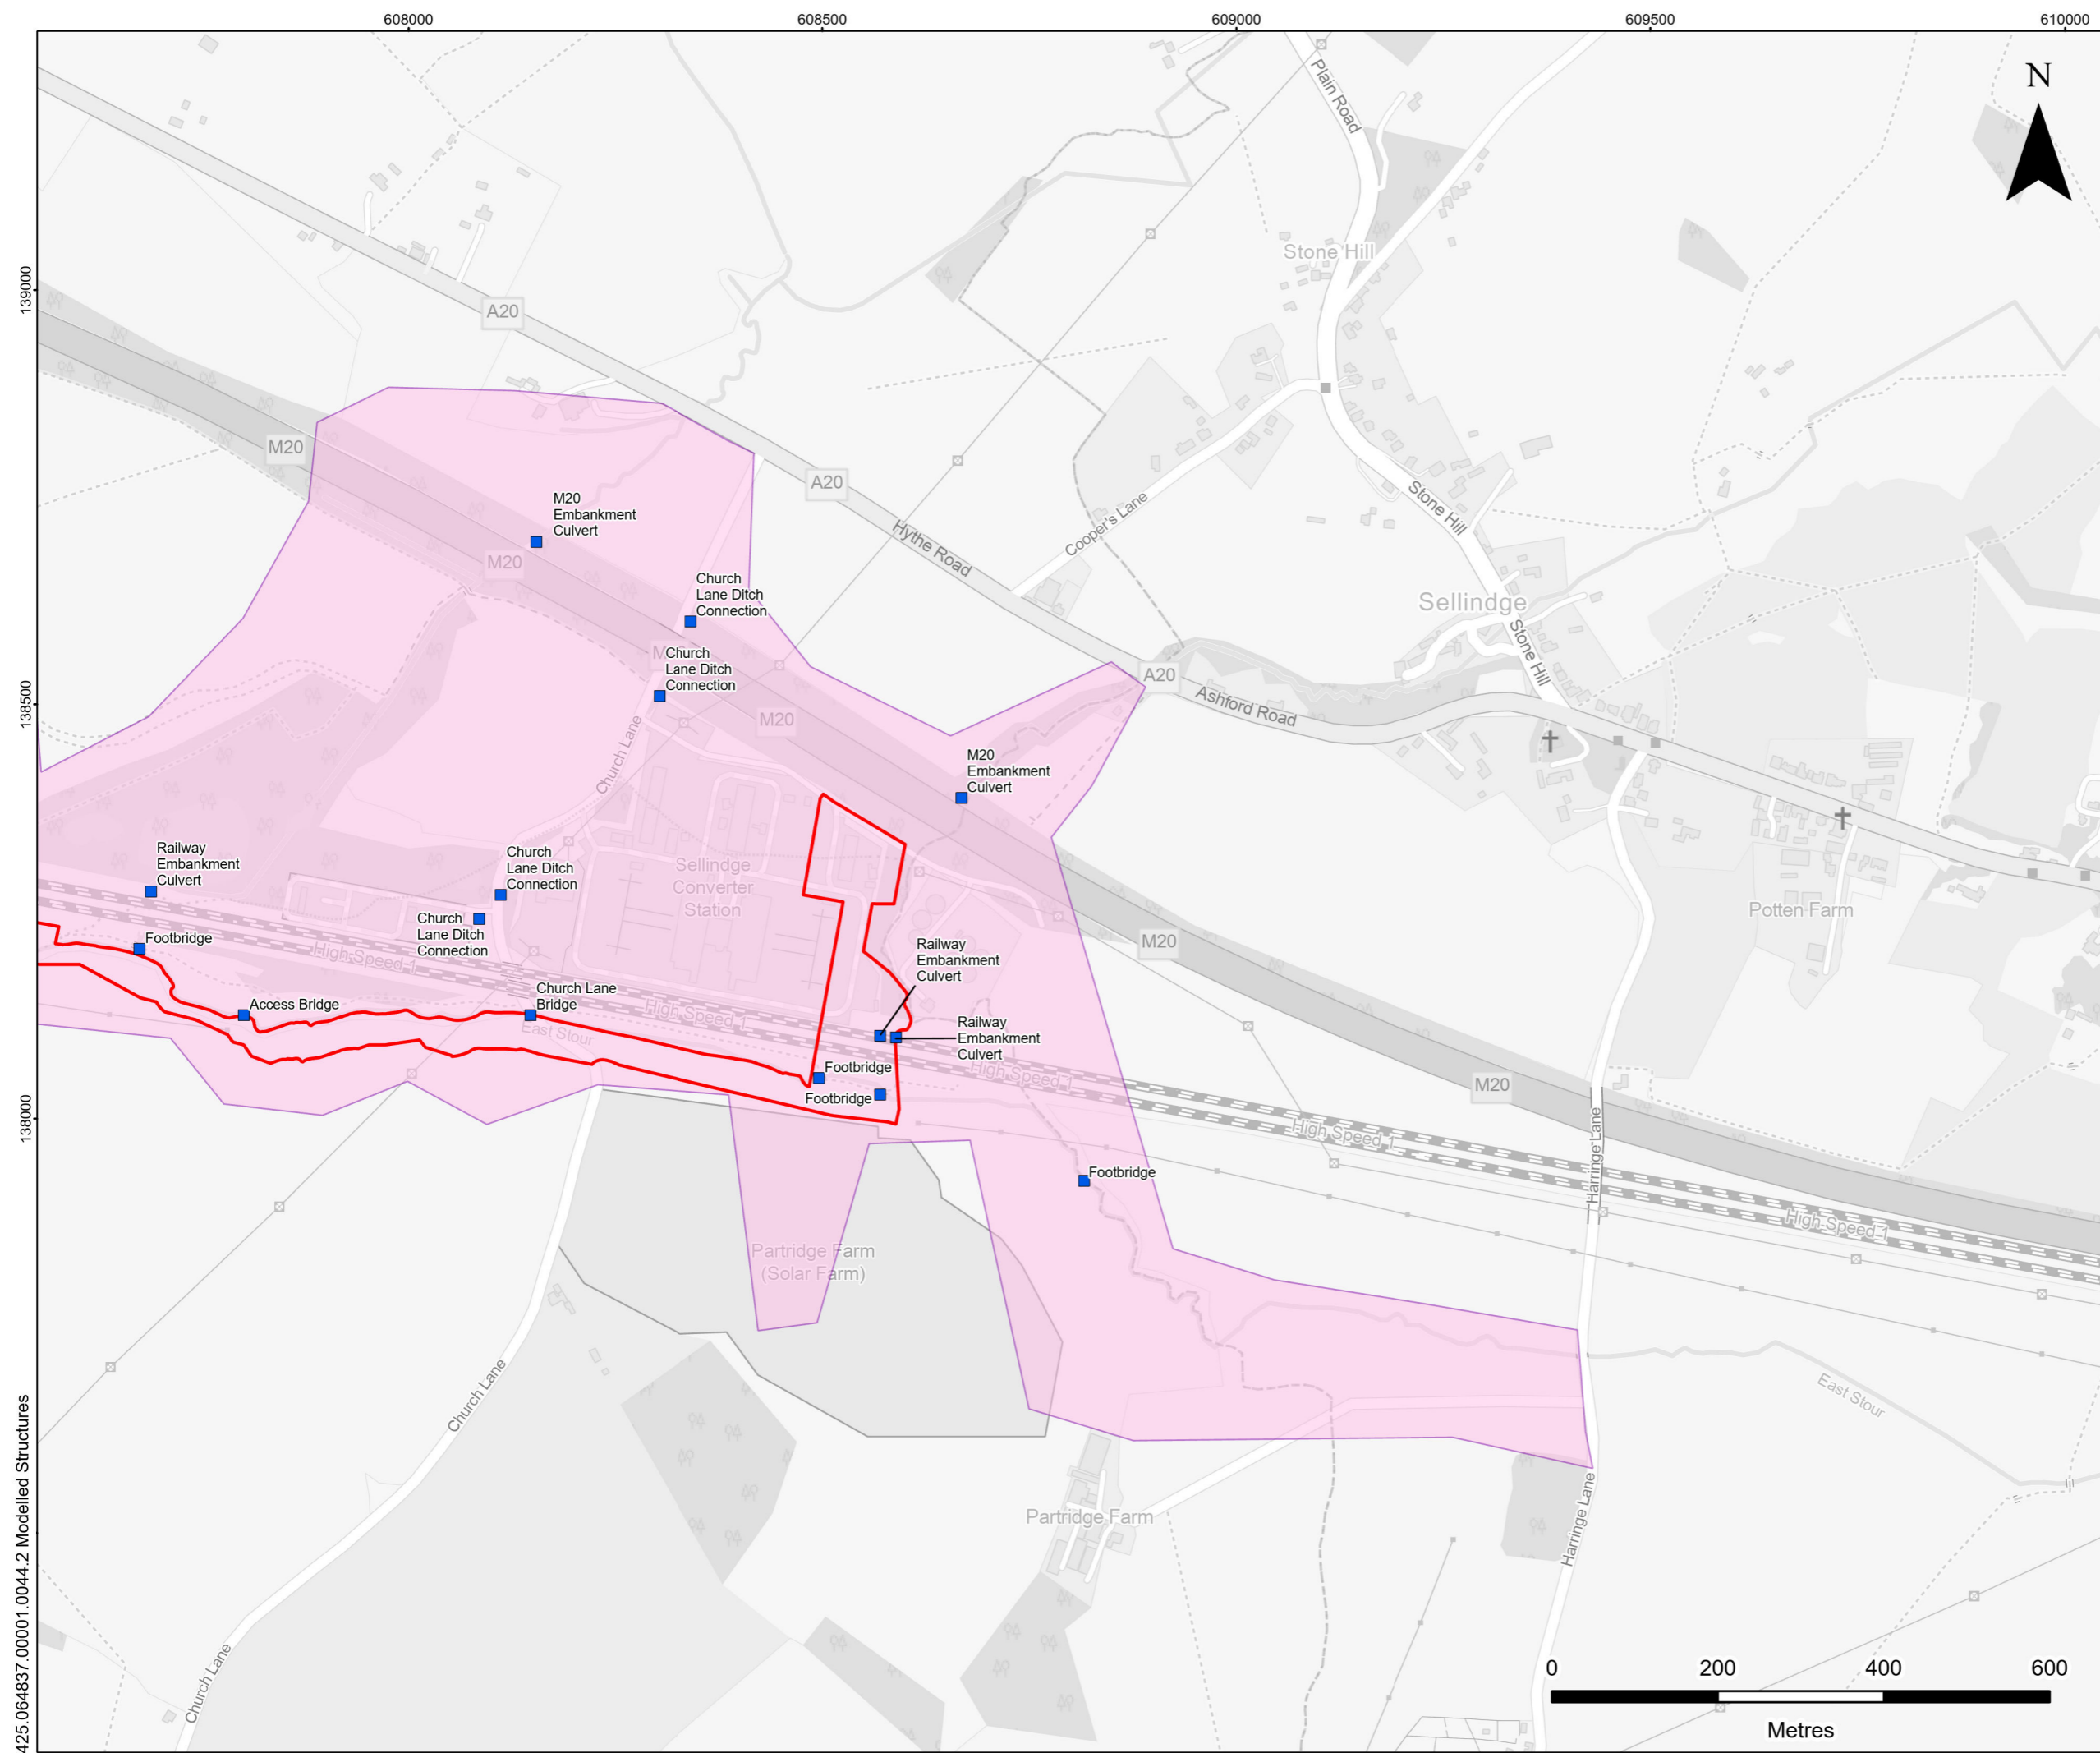 608000
608500
609000
609500
610000
N
Plain Road
139000
Stone Hill
A20
M20
A20
M20
Embankment
Culvert
Hythe Road
Cooper's Lane
Stone Hill
M20
Church
Lane Ditch
Connection
Sellindge
Stone Hill
138500
Church
Lane Ditch
Connection
A20
Ashford Road
M20
Church Lane
M20
Embankment
Culvert
Railway
Embankment
Culvert
Church
Lane Ditch
Connection
Sellindge
Converter
Station
Potten Farm
Church
Lane Ditch
Connection
Footbridge
High Speed 1
M20
Railway
Embankment
Culvert
Access Bridge
Church Lane
Bridge
High Speed 1
East Stour
Railway
Embankment
Culvert
Footbridge
High Speed 1
M20
Footbridge
138000
High Speed 1
Harringe Lane
Footbridge
High Speed 1
Partridge Farm
(Solar Farm)
Church Lane
East Stour
Partridge Farm
Harringe Lane
Church Lane
425.064837.00001.0044.2 Modelled Structures
0
200
400
600
Metres